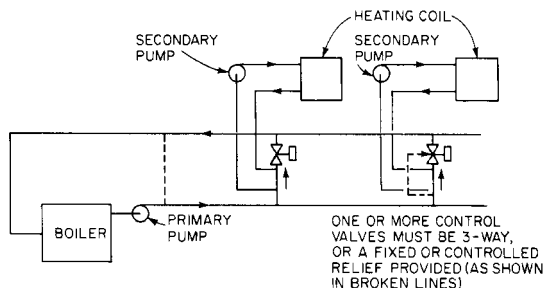 HEATING COIL
SECONDARY
PUMP
SECONDARY
PUMP
BOILER
PRIMARY
PUMP
ONE OR MORE CONTROL
VALVES MUST BE 3-WAY,
OR A FIXED OR CONTROLLED
RELIEF PROVIDED (AS SHOWN
IN BROKEN LINES)